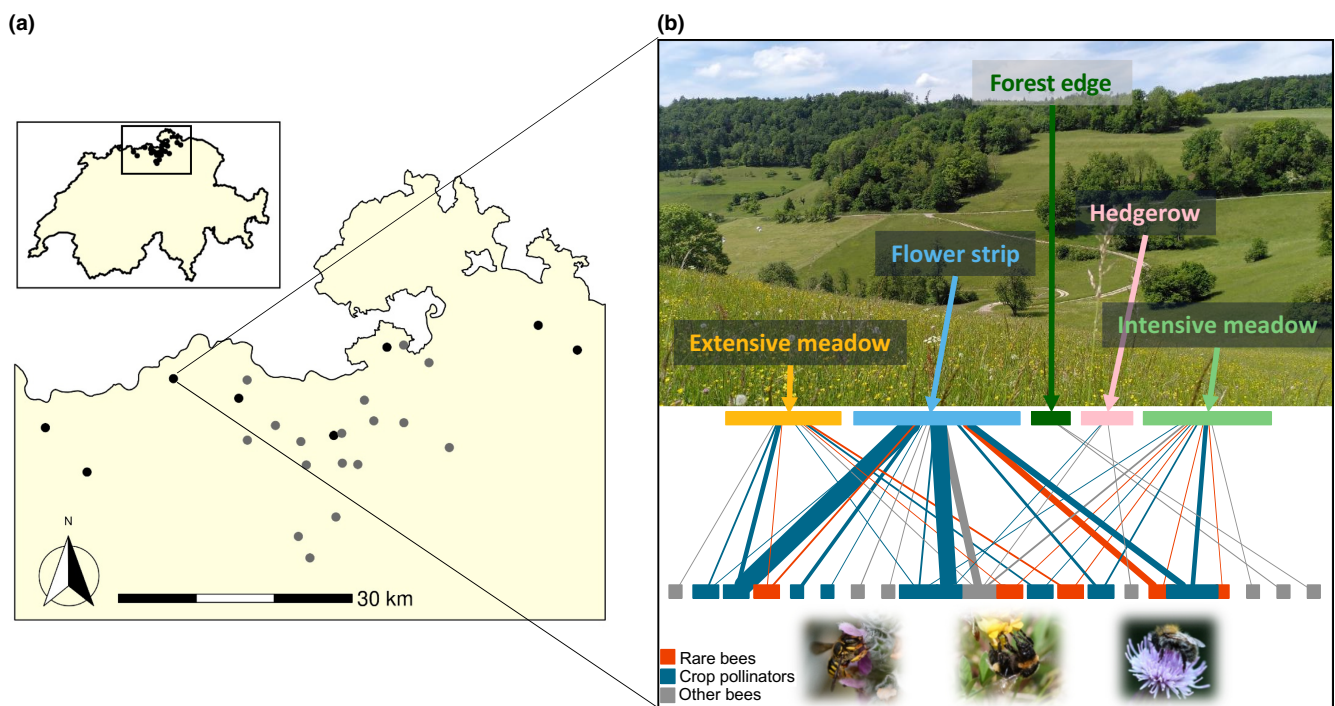 (a)
N
30 km
(b)
Forest edge
Hedgerow
Flower strip
Intensive meadow
Extensive meadow
Rare bees
Crop pollinators
Other bees